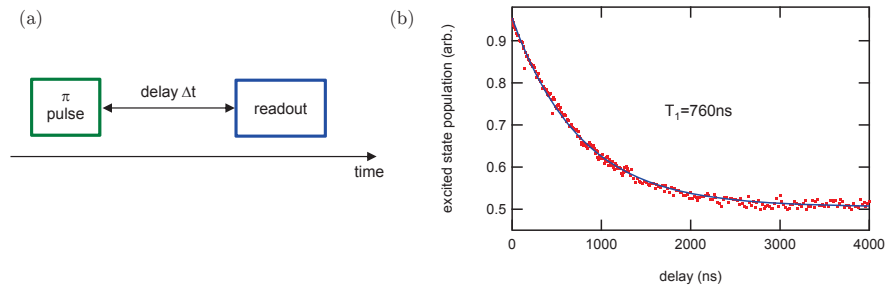 (a)
π
pulse
delay Δt
readout
time
(b)
excited state population (arb.)
0.9
0.8
0.7
0.6
0.5
T1=760ns
0
1000
2000
3000
4000
delay (ns)